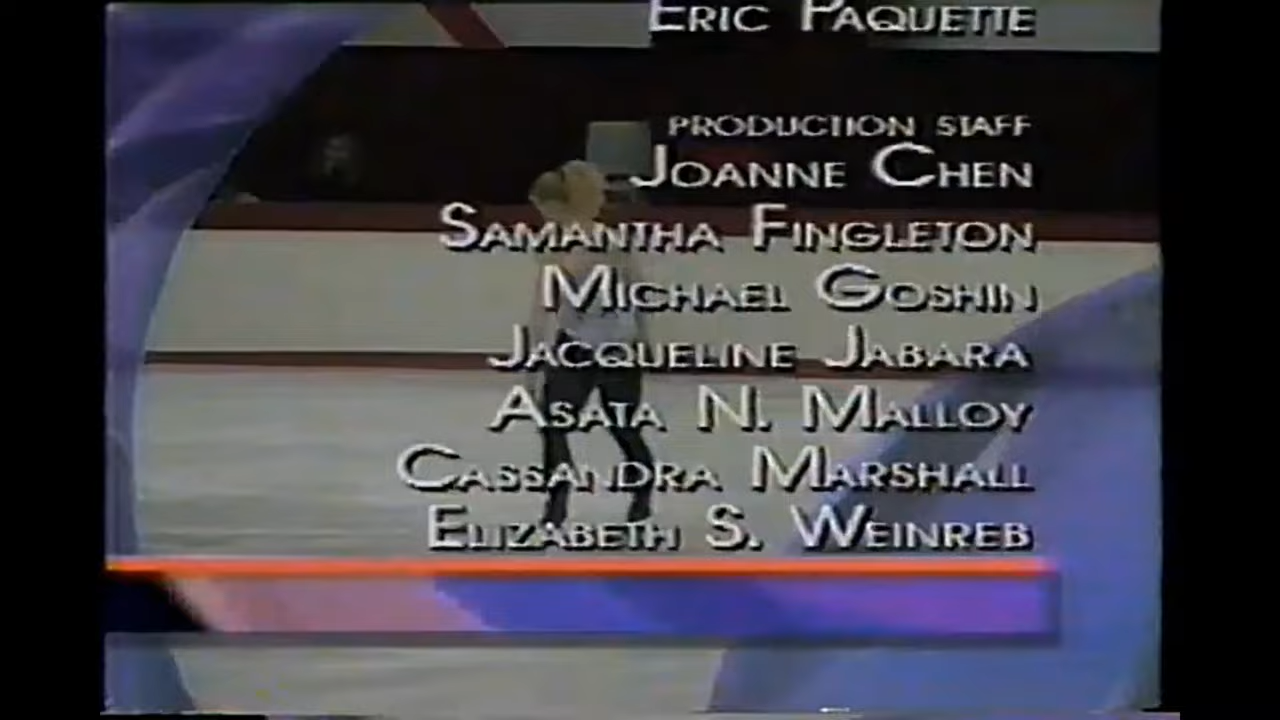 ERIC PAQUETTE
PRODUCTION STAFF
JOANNE CHEN
SAMANTHA FINGLETON
MICHAEL GOSHIN
JACQUELINE JABARA
ASATA N. MALLOY
CASSANDRA MARSHALL
ELIZABETH S. WEINREB